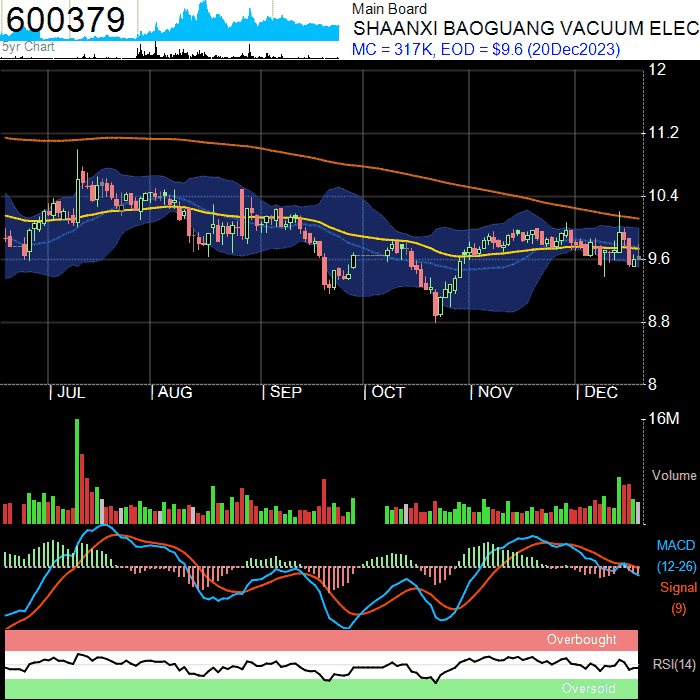 600379
5yr Chart
Main Board
SHAANXI BAOGUANG VACUUM ELEC
MC = 317K, EOD = $9.6 (20Dec2023)
12
11.2
10.4
9.6
8.8
8
| JUL | AUG | SEP | OCT | NOV | DEC
16M
Volume
MACD
(12-26)
Signal
(9)
Overbought
RSI(14)
Oversold